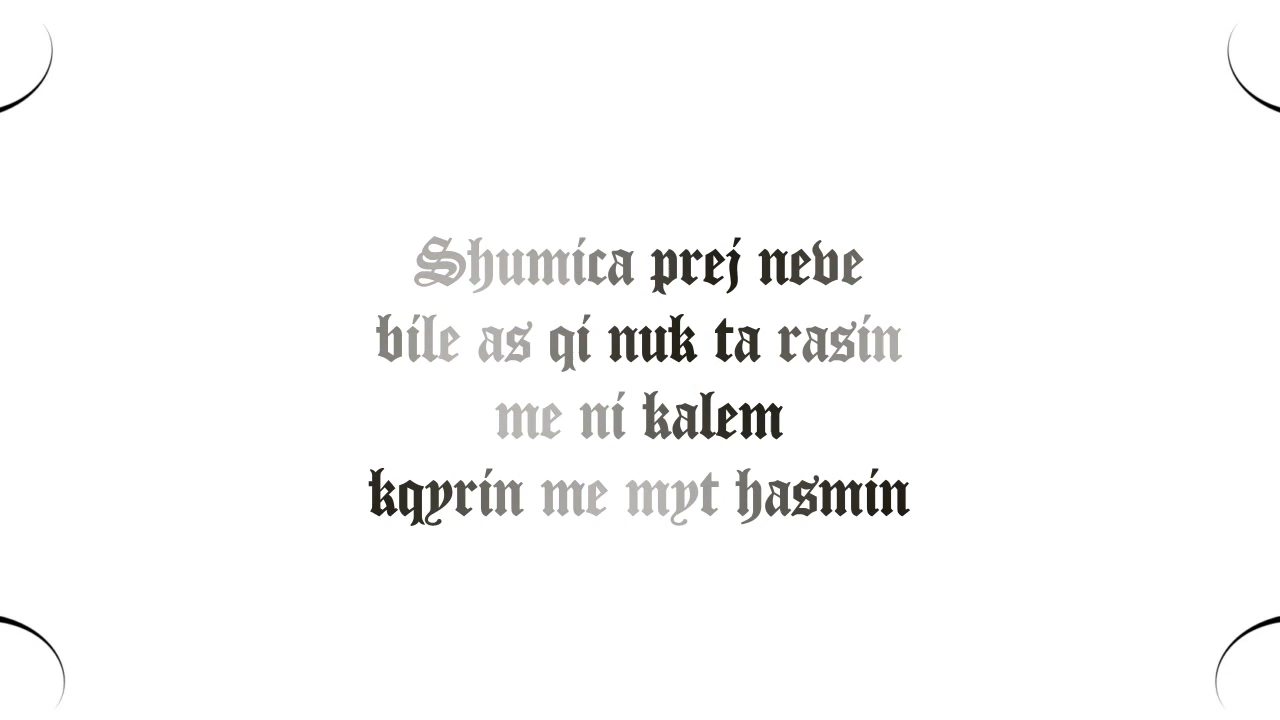 Shumica prej neve
bile as qi nuk ta rasin
me ni kalem
kqyrin me myt hasmin